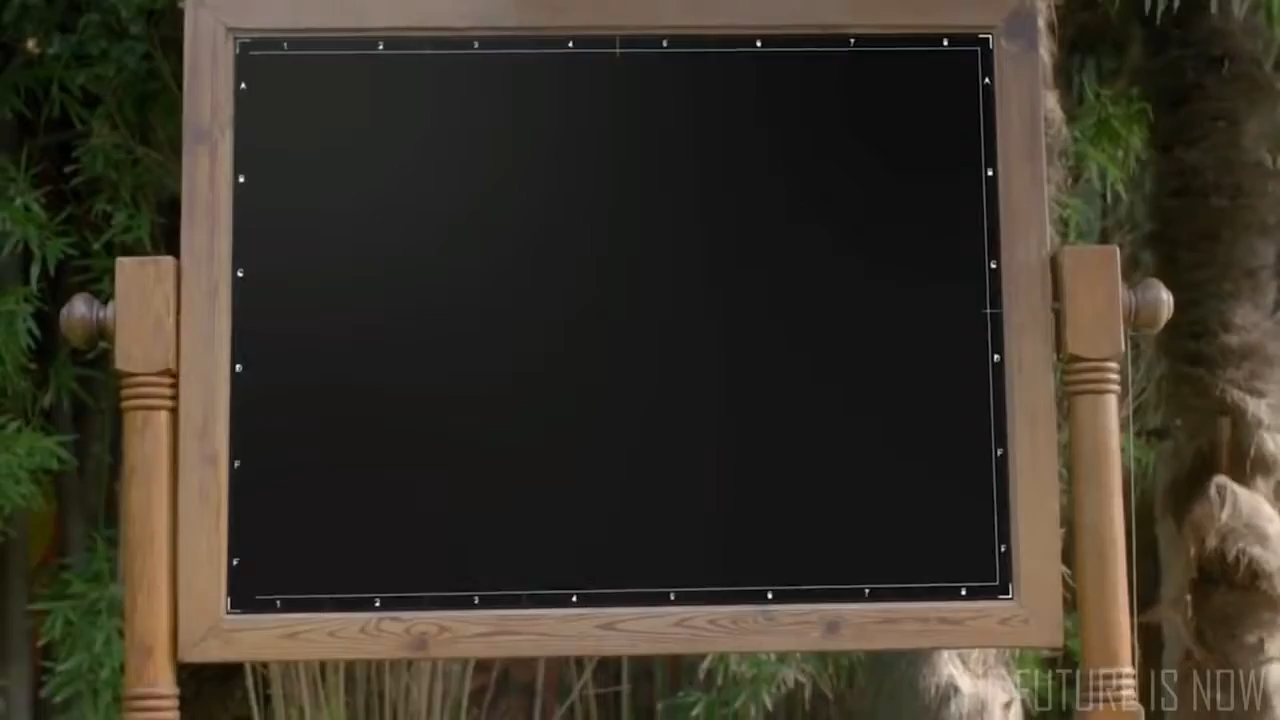 1 2 3 4 5 6 7 8
A A
B B
C C
D D
F F
F F
1 2 3 4 5 6 7 8
FUTURE IS NOW